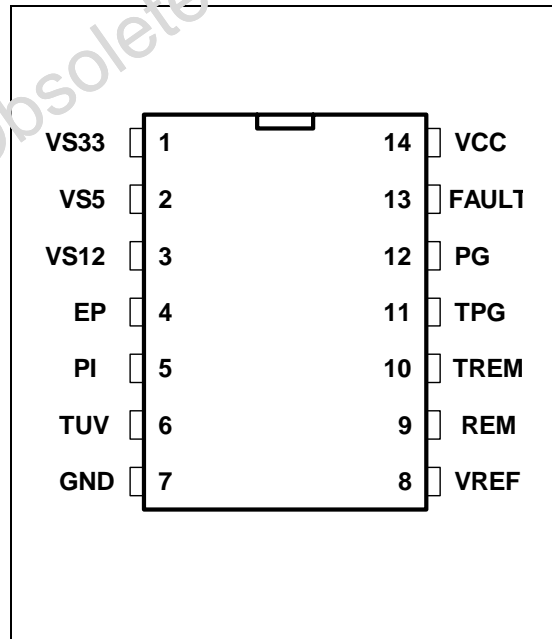 obsolete
VS33 1 14 VCC
VS5 2 13 FAULT
VS12 3 12 PG
EP 4 11 TPG
PI 5 10 TREM
TUV 6 9 REM
GND 7 8 VREF